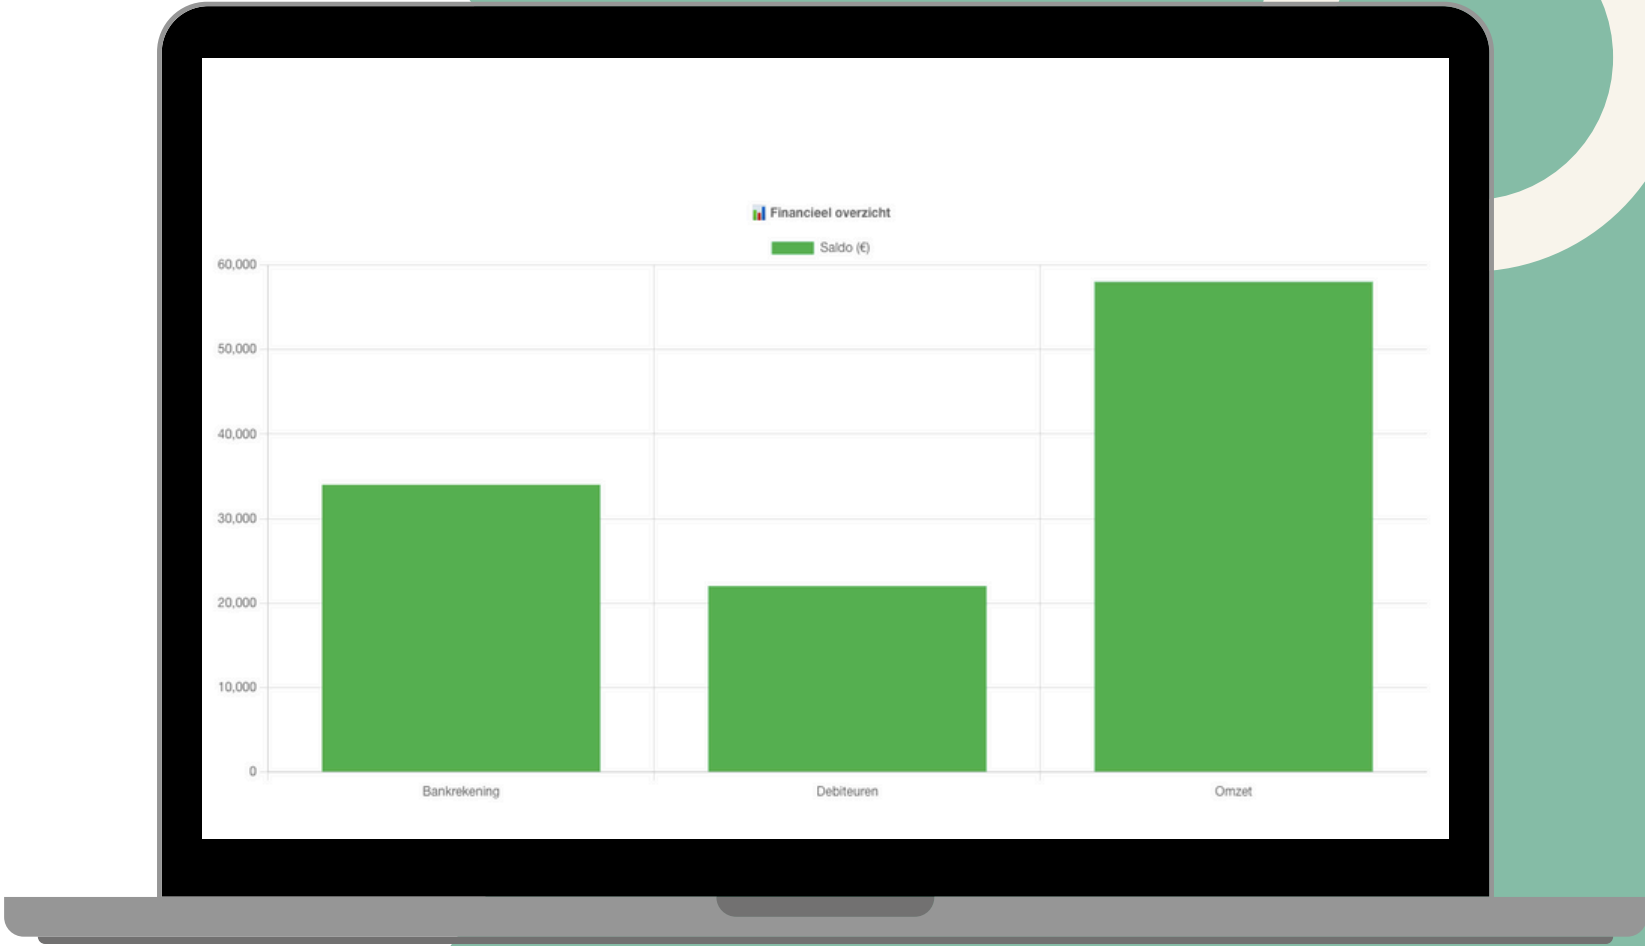 📊 Financieel overzicht
Saldo (€)
60,000
50,000
40,000
30,000
20,000
10,000
0
Bankrekening Debiteuren Omzet